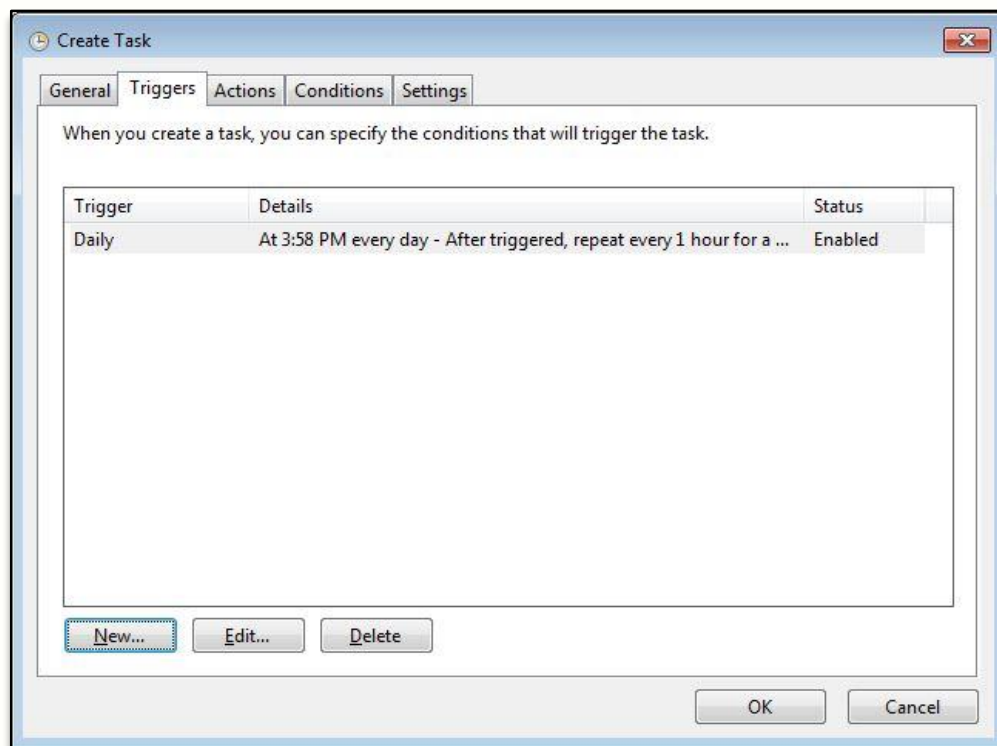 Create Task
General Triggers Actions Conditions Settings
When you create a task, you can specify the conditions that will trigger the task.
Trigger Details Status
Daily At 3:58 PM every day - After triggered, repeat every 1 hour for a ... Enabled
New... Edit... Delete
OK Cancel